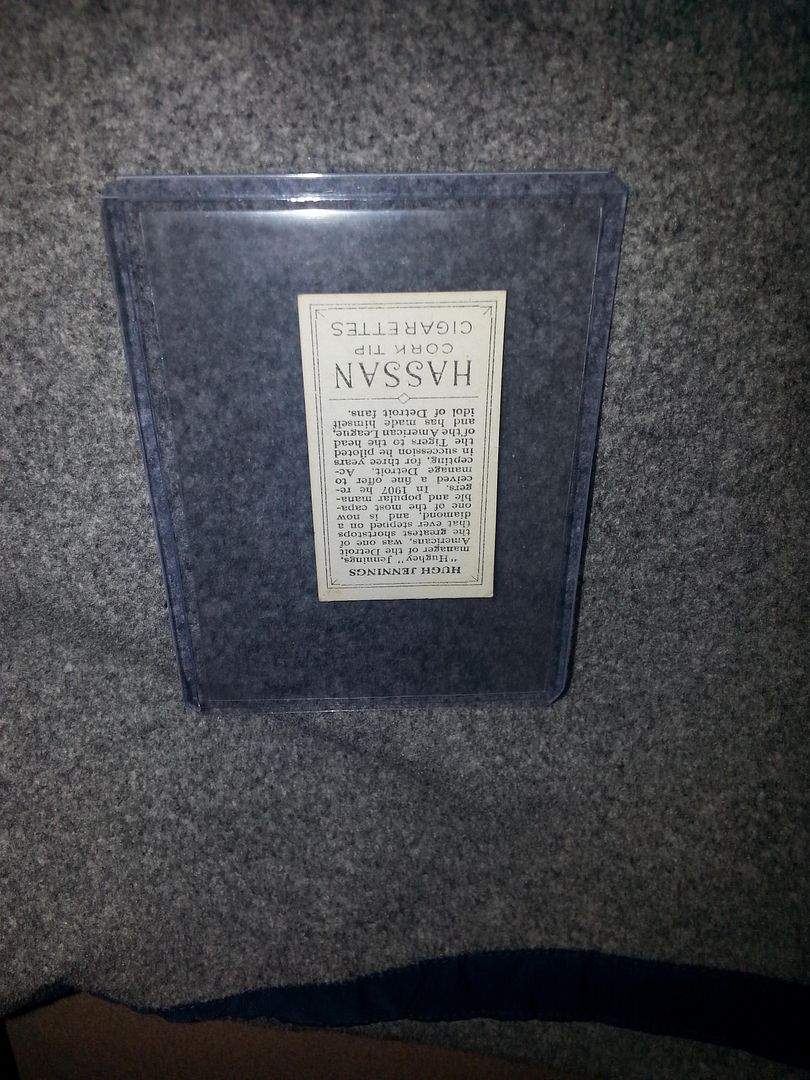 HUGH JENNINGS
"Hughey" Jennings,
manager of the Detroit
Americans, was one of
the greatest shortstops
that ever stepped on a
diamond, and is now
one of the most capa-
ble and popular mana-
gers. In 1907 he re-
ceived a fine offer to
manage Detroit. Ac-
cepting, for three years
in succession he piloted
the Tigers to the head
of the American League,
and has made himself
idol of Detroit fans.
HASSAN
CORK TIP
CIGARETTES